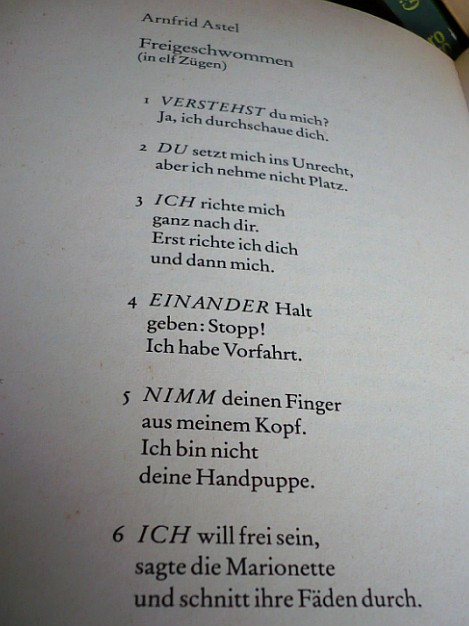 Arnfrid Astel
Freigeschwommen
(in elf Zügen)
1 VERSTEHST du mich?
Ja, ich durchschaue dich.
2 DU setzt mich ins Unrecht,
aber ich nehme nicht Platz.
3 ICH richte mich
ganz nach dir.
Erst richte ich dich
und dann mich.
4 EINANDER Halt
geben: Stopp!
Ich habe Vorfahrt.
5 NIMM deinen Finger
aus meinem Kopf.
Ich bin nicht
deine Handpuppe.
6 ICH will frei sein,
sagte die Marionette
und schnitt ihre Fäden durch.